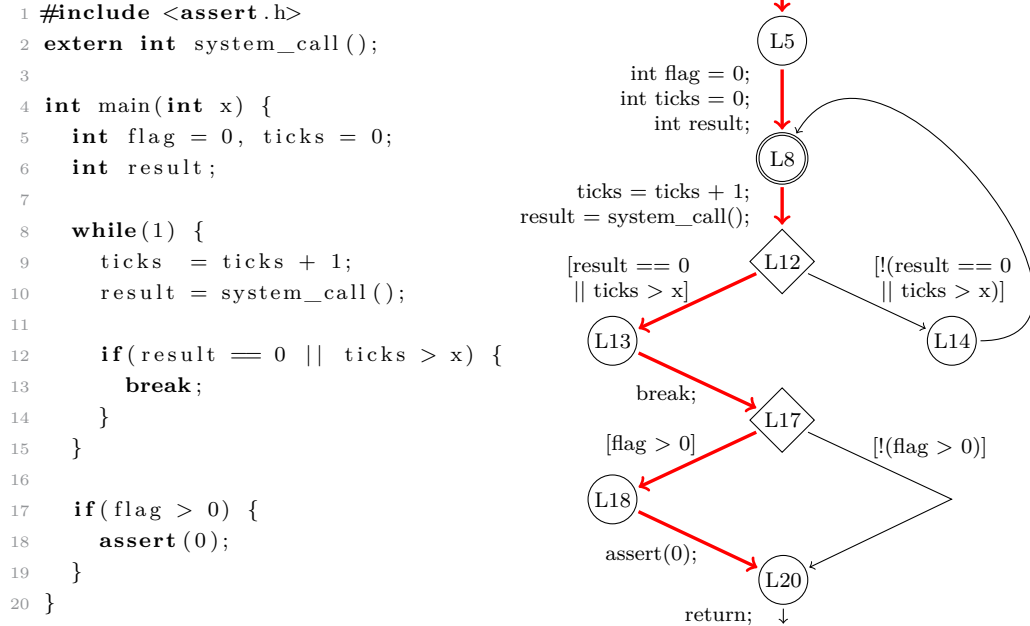 1 #include <assert.h>
2 extern int system_call();
3
4 int main(int x) {
5 int flag = 0, ticks = 0;
6 int result;
7
8 while(1) {
9 ticks = ticks + 1;
10 result = system_call();
11
12 if(result == 0 || ticks > x) {
13 break;
14 }
15 }
16
17 if(flag > 0) {
18 assert(0);
19 }
20 }
L5
int flag = 0;
int ticks = 0;
int result;
L8
ticks = ticks + 1;
result = system_call();
L12
[result == 0
|| ticks > x]
[!(result == 0
|| ticks > x)]
L13
L14
break;
L17
[flag > 0]
[!(flag > 0)]
L18
assert(0);
L20
return;